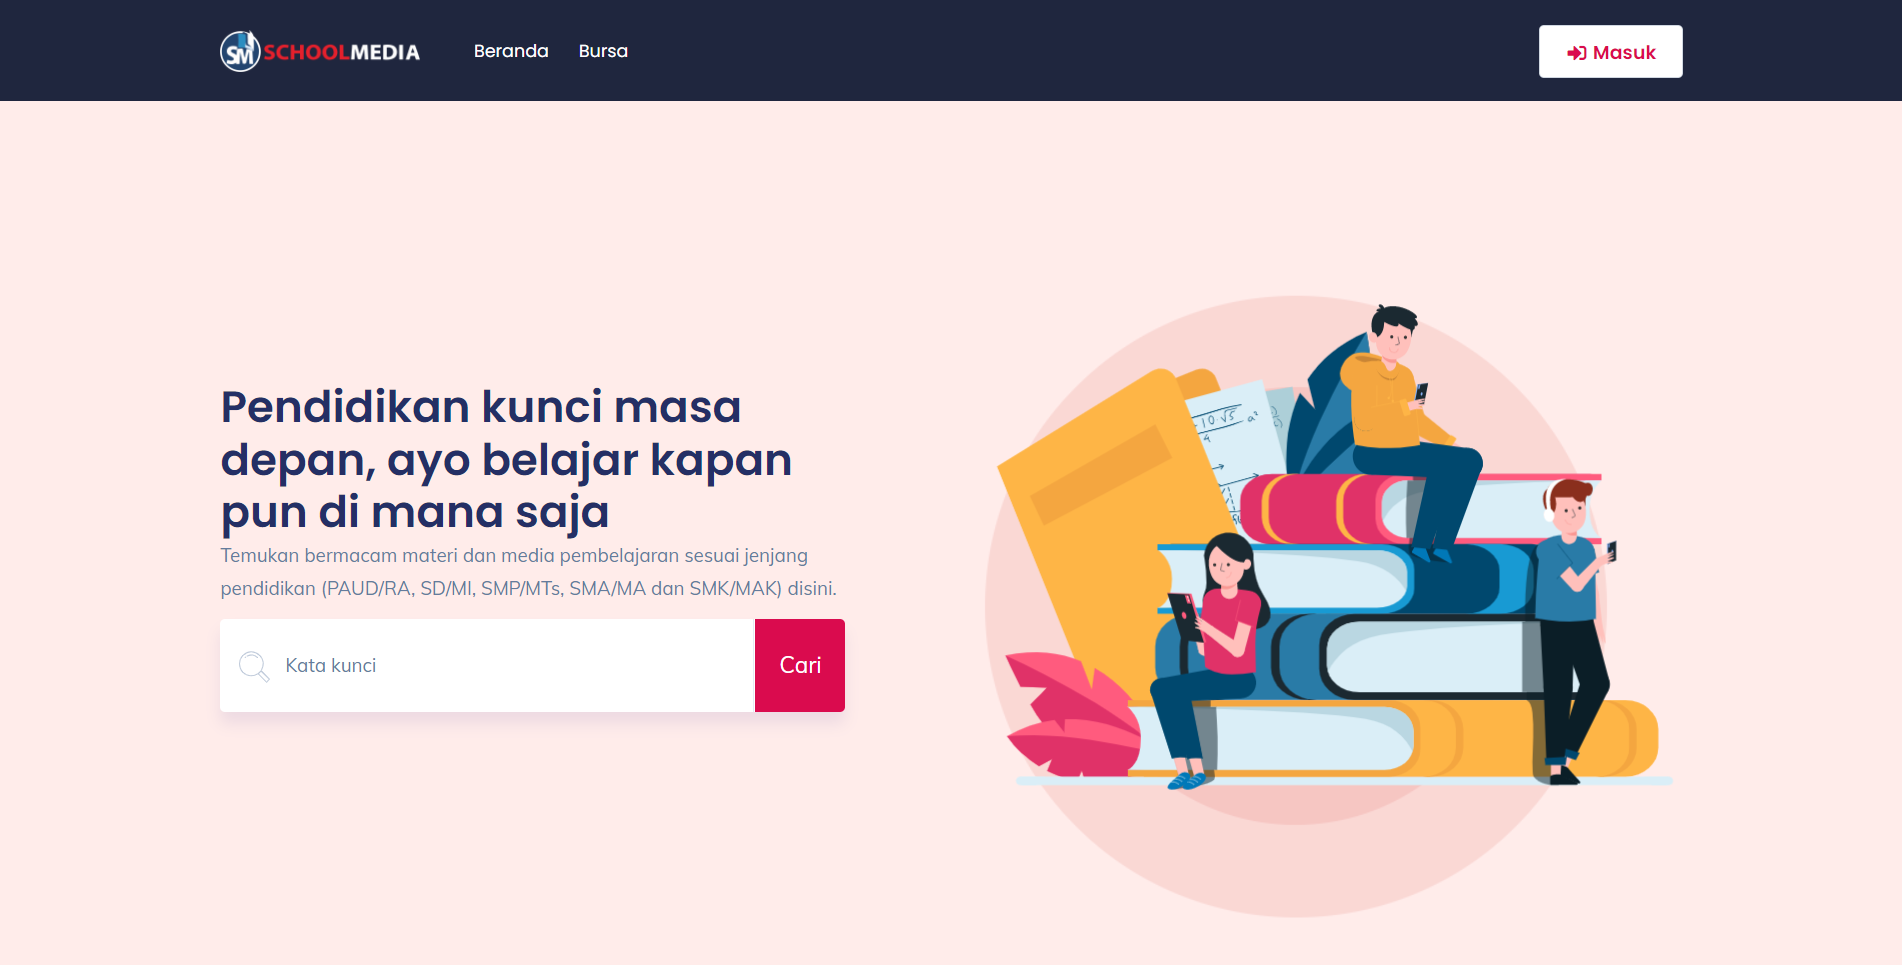 SM SCHOOLMEDIA
Beranda
Bursa
Masuk
Pendidikan kunci masa
depan, ayo belajar kapan
pun di mana saja
Temukan bermacam materi dan media pembelajaran sesuai jenjang
pendidikan (PAUD/RA, SD/MI, SMP/MTs, SMA/MA dan SMK/MAK) disini.
Kata kunci
Cari